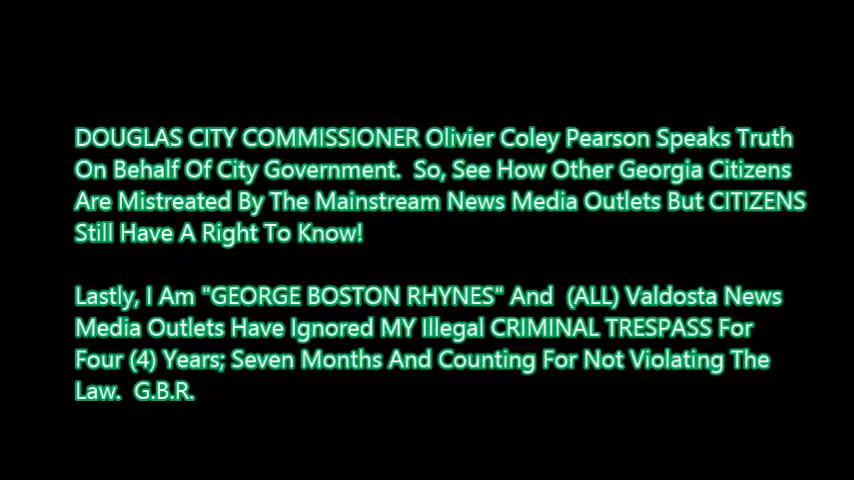 DOUGLAS CITY COMMISSIONER Olivier Coley Pearson Speaks Truth
On Behalf Of City Government.  So, See How Other Georgia Citizens
Are Mistreated By The Mainstream News Media Outlets But CITIZENS
Still Have A Right To Know!
Lastly, I Am "GEORGE BOSTON RHYNES" And  (ALL) Valdosta News
Media Outlets Have Ignored MY Illegal CRIMINAL TRESPASS For
Four (4) Years; Seven Months And Counting For Not Violating The
Law.  G.B.R.